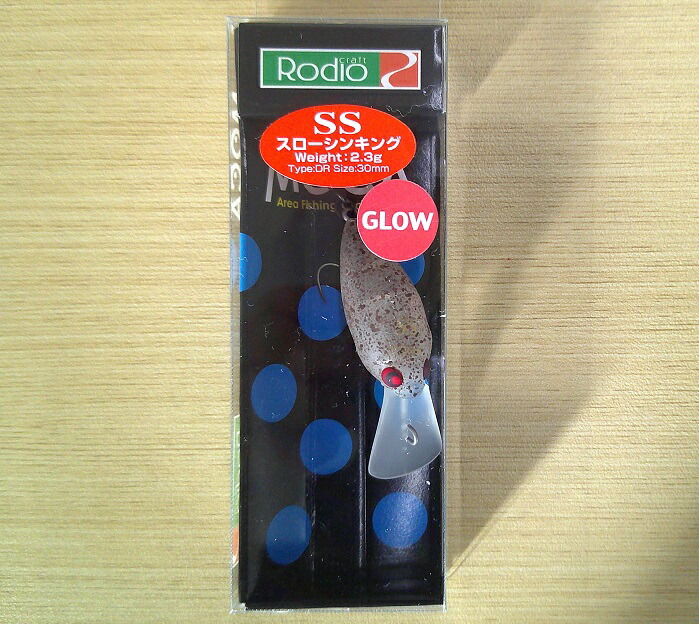 Rodio craft
SS
スローシンキング
Weight:2.3g
Type:DR Size:30mm
Area Fishing
GLOW
MOCA